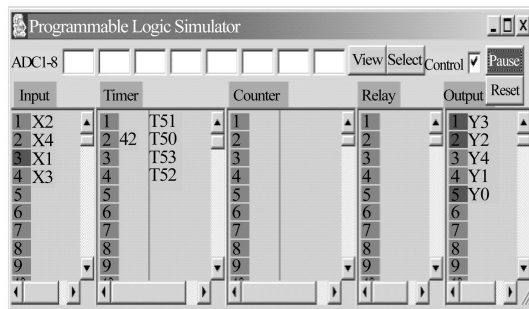 Programmable Logic Simulator
ADC1-8 View Select Control Pause
Input Timer Counter Relay Output Reset
1 X2 1 T51 1 1 1 Y3
2 X4 2 42 T50 2 2 2 Y2
3 X1 3 T53 3 3 3 Y4
4 X3 4 T52 4 4 4 Y1
5 5 5 5 5 Y0
6 6 6 6 6
7 7 7 7 7
8 8 8 8 8
9 9 9 9 9